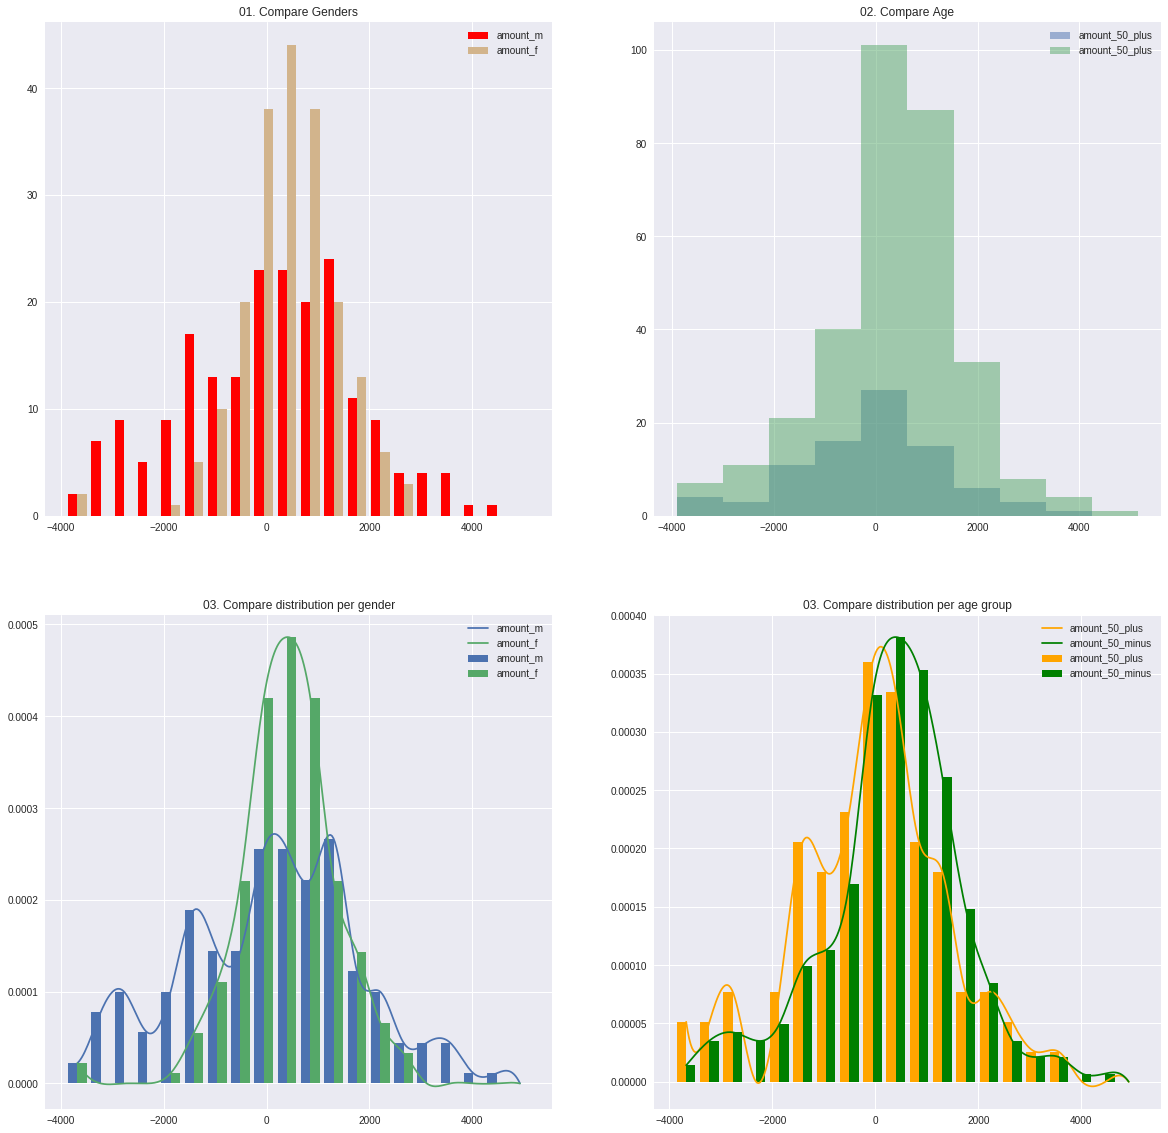 01. Compare Genders
amount_m
amount_f
40
30
20
10
0
−4000 −2000 0 2000 4000
02. Compare Age
amount_50_plus
amount_50_plus
100
80
60
40
20
0
−4000 −2000 0 2000 4000
03. Compare distribution per gender
amount_m
amount_f
amount_m
amount_f
0.0005
0.0004
0.0003
0.0002
0.0001
0.0000
−4000 −2000 0 2000 4000
03. Compare distribution per age group
amount_50_plus
amount_50_minus
amount_50_plus
amount_50_minus
0.00040
0.00035
0.00030
0.00025
0.00020
0.00015
0.00010
0.00005
0.00000
−4000 −2000 0 2000 4000